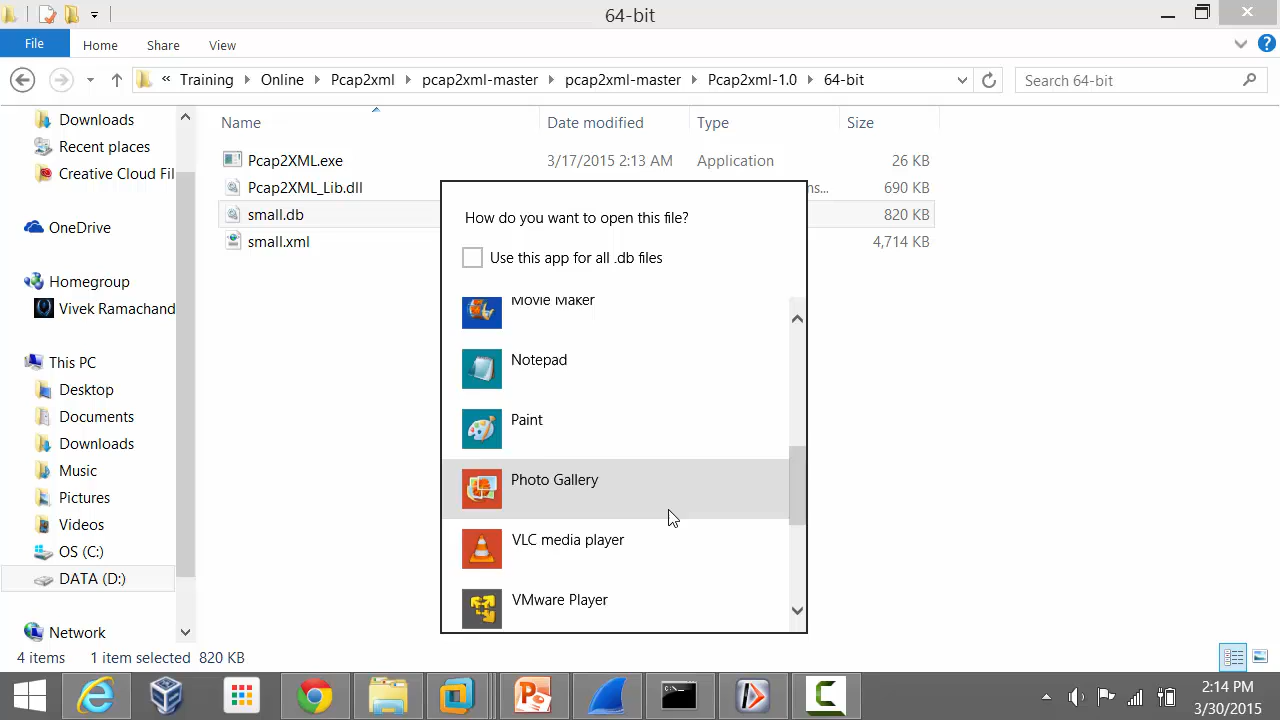 64-bit
File Home Share View
« Training Online Pcap2xml pcap2xml-master pcap2xml-master Pcap2xml-1.0 64-bit Search 64-bit
Name Date modified Type Size
Downloads
Recent places
Creative Cloud Fil
OneDrive
Homegroup
Vivek Ramachand
This PC
Desktop
Documents
Downloads
Music
Pictures
Videos
OS (C:)
DATA (D:)
Network
Pcap2XML.exe 3/17/2015 2:13 AM Application 26 KB
Pcap2XML_Lib.dll ns... 690 KB
small.db 820 KB
small.xml 4,714 KB
How do you want to open this file?
Use this app for all .db files
Movie Maker
Notepad
Paint
Photo Gallery
VLC media player
VMware Player
4 items 1 item selected 820 KB
2:14 PM
3/30/2015